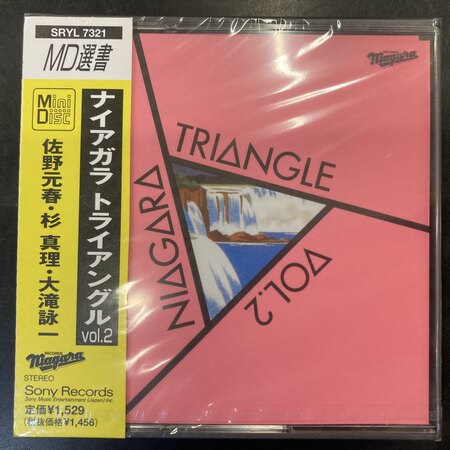 SRYL 7321
MD選書
Mini
Disc
ナイアガラ トライアングル vol.2
佐野元春・杉 真理・大滝詠一
RECORDS
Niagara
STEREO
Sony Records
Sony Music Entertainment (Japan) Inc.
定価¥1,529
(税抜価格¥1,456)
RECORDS
Niagara
NIAGARA
TRIANGLE
VOL.2